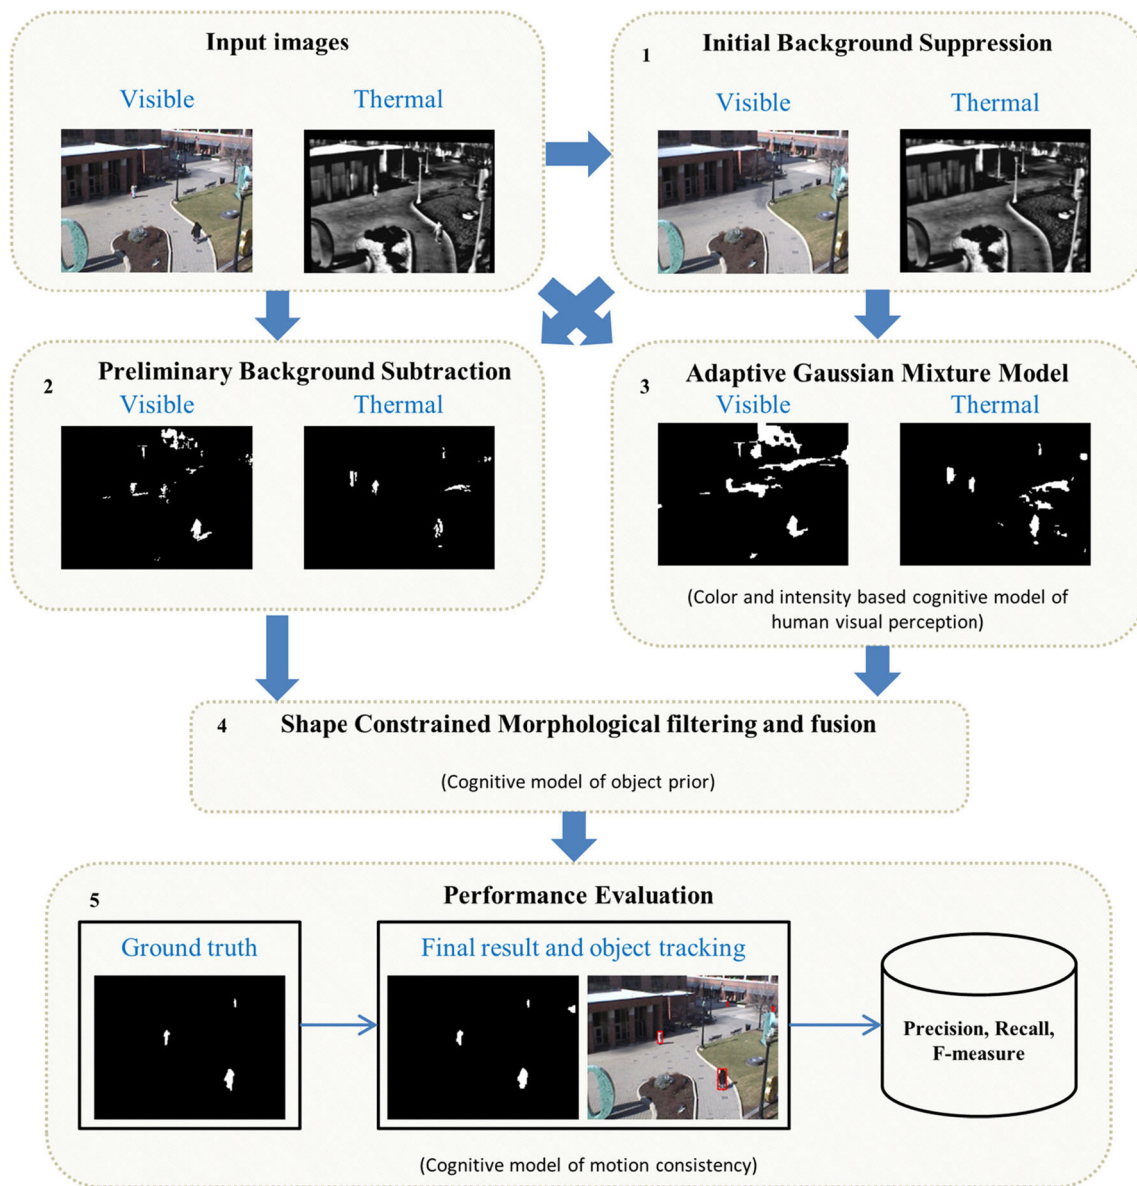 Input images
Visible
Thermal
1
Initial Background Suppression
Visible
Thermal
2
Preliminary Background Subtraction
Visible
Thermal
3
Adaptive Gaussian Mixture Model
Visible
Thermal
(Color and intensity based cognitive model of
human visual perception)
4
Shape Constrained Morphological filtering and fusion
(Cognitive model of object prior)
5
Performance Evaluation
Ground truth
Final result and object tracking
Precision, Recall,
F-measure
(Cognitive model of motion consistency)